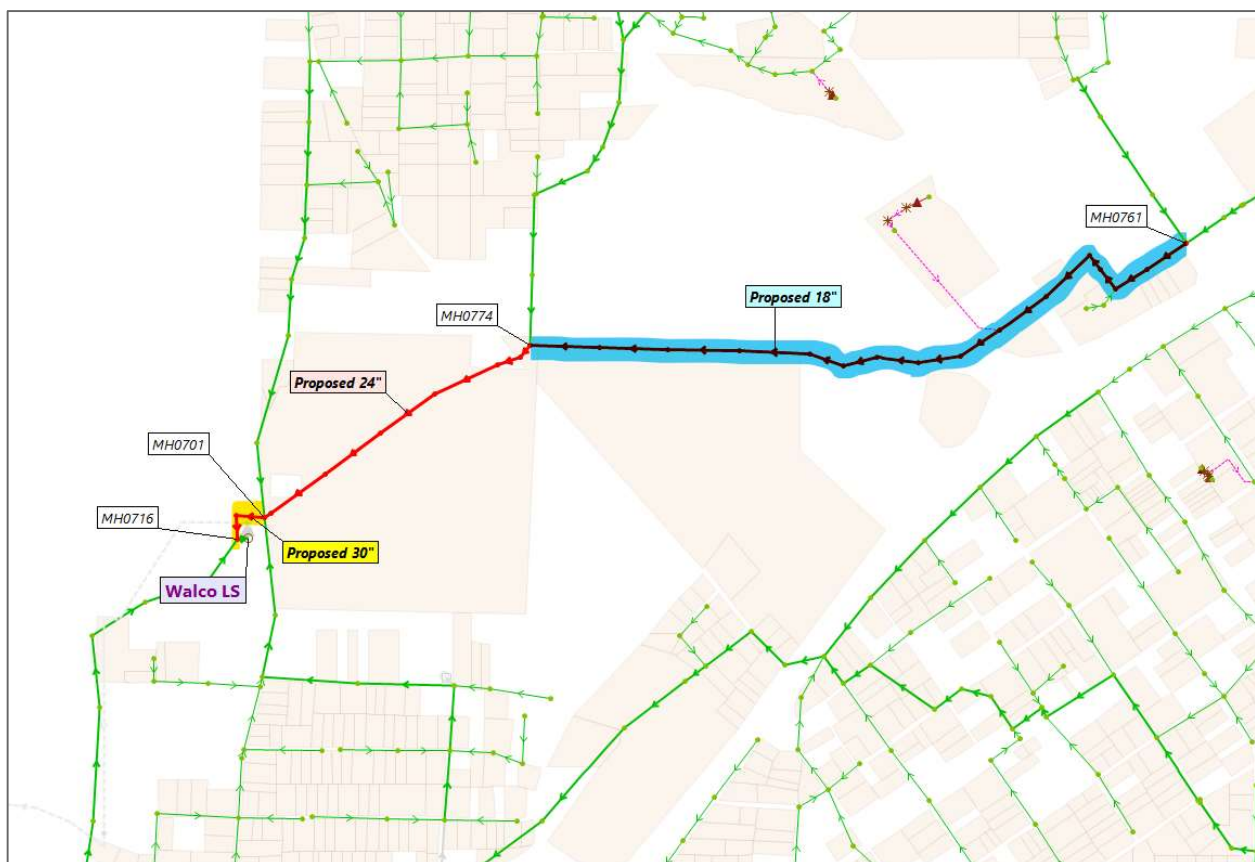 MH0761
Proposed 18"
MH0774
Proposed 24"
MH0701
MH0716
Proposed 30"
Walco LS